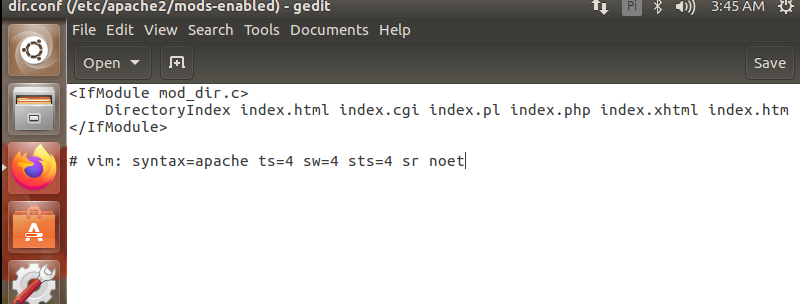 dir.conf (/etc/apache2/mods-enabled) - gedit
Pi
3:45 AM
File Edit View Search Tools Documents Help
Open
Save
<IfModule mod_dir.c>
    DirectoryIndex index.html index.cgi index.pl index.php index.xhtml index.htm
</IfModule>
# vim: syntax=apache ts=4 sw=4 sts=4 sr noet